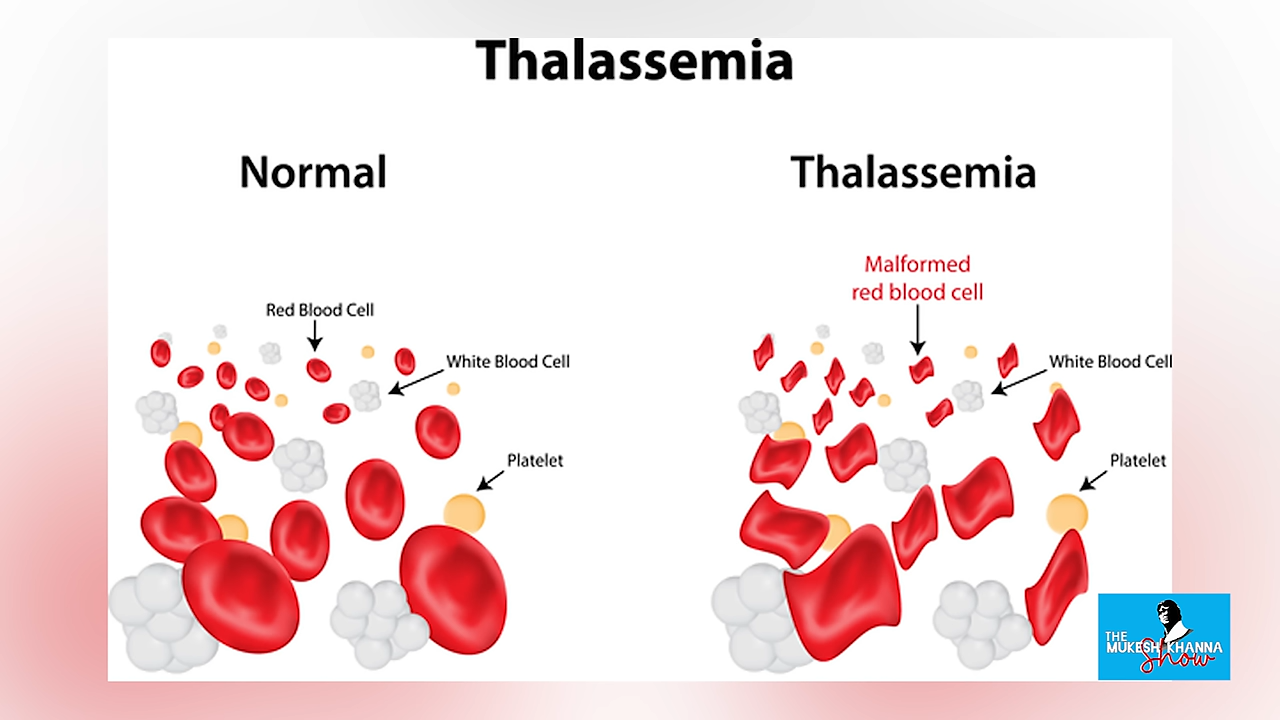 Thalassemia
Normal
Thalassemia
Malformed
red blood cell
Red Blood Cell
White Blood Cell
White Blood Cell
Platelet
Platelet
THE
MUKESH KHANNA
Show